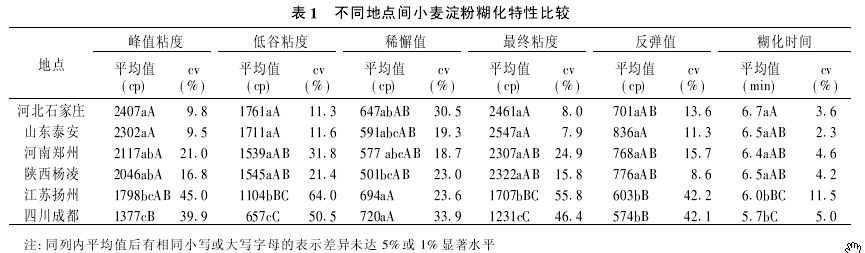 表1 不同地点间小麦淀粉糊化特性比较
地点 峰值粘度 低谷粘度 稀懈值 最终粘度 反弹值 糊化时间
平均值 (cp) cv (%) 平均值 (cp) cv (%) 平均值 (cp) cv (%) 平均值 (cp) cv (%) 平均值 (cp) cv (%) 平均值 (min) cv (%)
河北石家庄 2407aA 9.8 1761aA 11.3 647abAB 30.5 2461aA 8.0 701aAB 13.6 6.7aA 3.6
山东泰安 2302aA 9.5 1711aA 11.6 591abcAB 19.3 2547aA 7.9 836aA 11.3 6.5aAB 2.3
河南郑州 2117abA 21.0 1539aAB 31.8 577 abcAB 18.7 2307aAB 24.9 768aAB 15.7 6.4aAB 4.6
陕西杨凌 2046abA 16.8 1545aAB 21.4 501bcAB 23.0 2322aAB 15.8 776aAB 8.6 6.5aAB 4.2
江苏扬州 1798bcAB 45.0 1104bBC 64.0 694aA 23.6 1707bBC 55.8 603bB 42.2 6.0bBC 11.5
四川成都 1377cB 39.9 657cC 50.5 720aA 33.9 1231cC 46.4 574bB 42.1 5.7bC 5.0
注:同列内平均值后有相同小写或大写字母的表示差异未达 5%或 1%显著水平